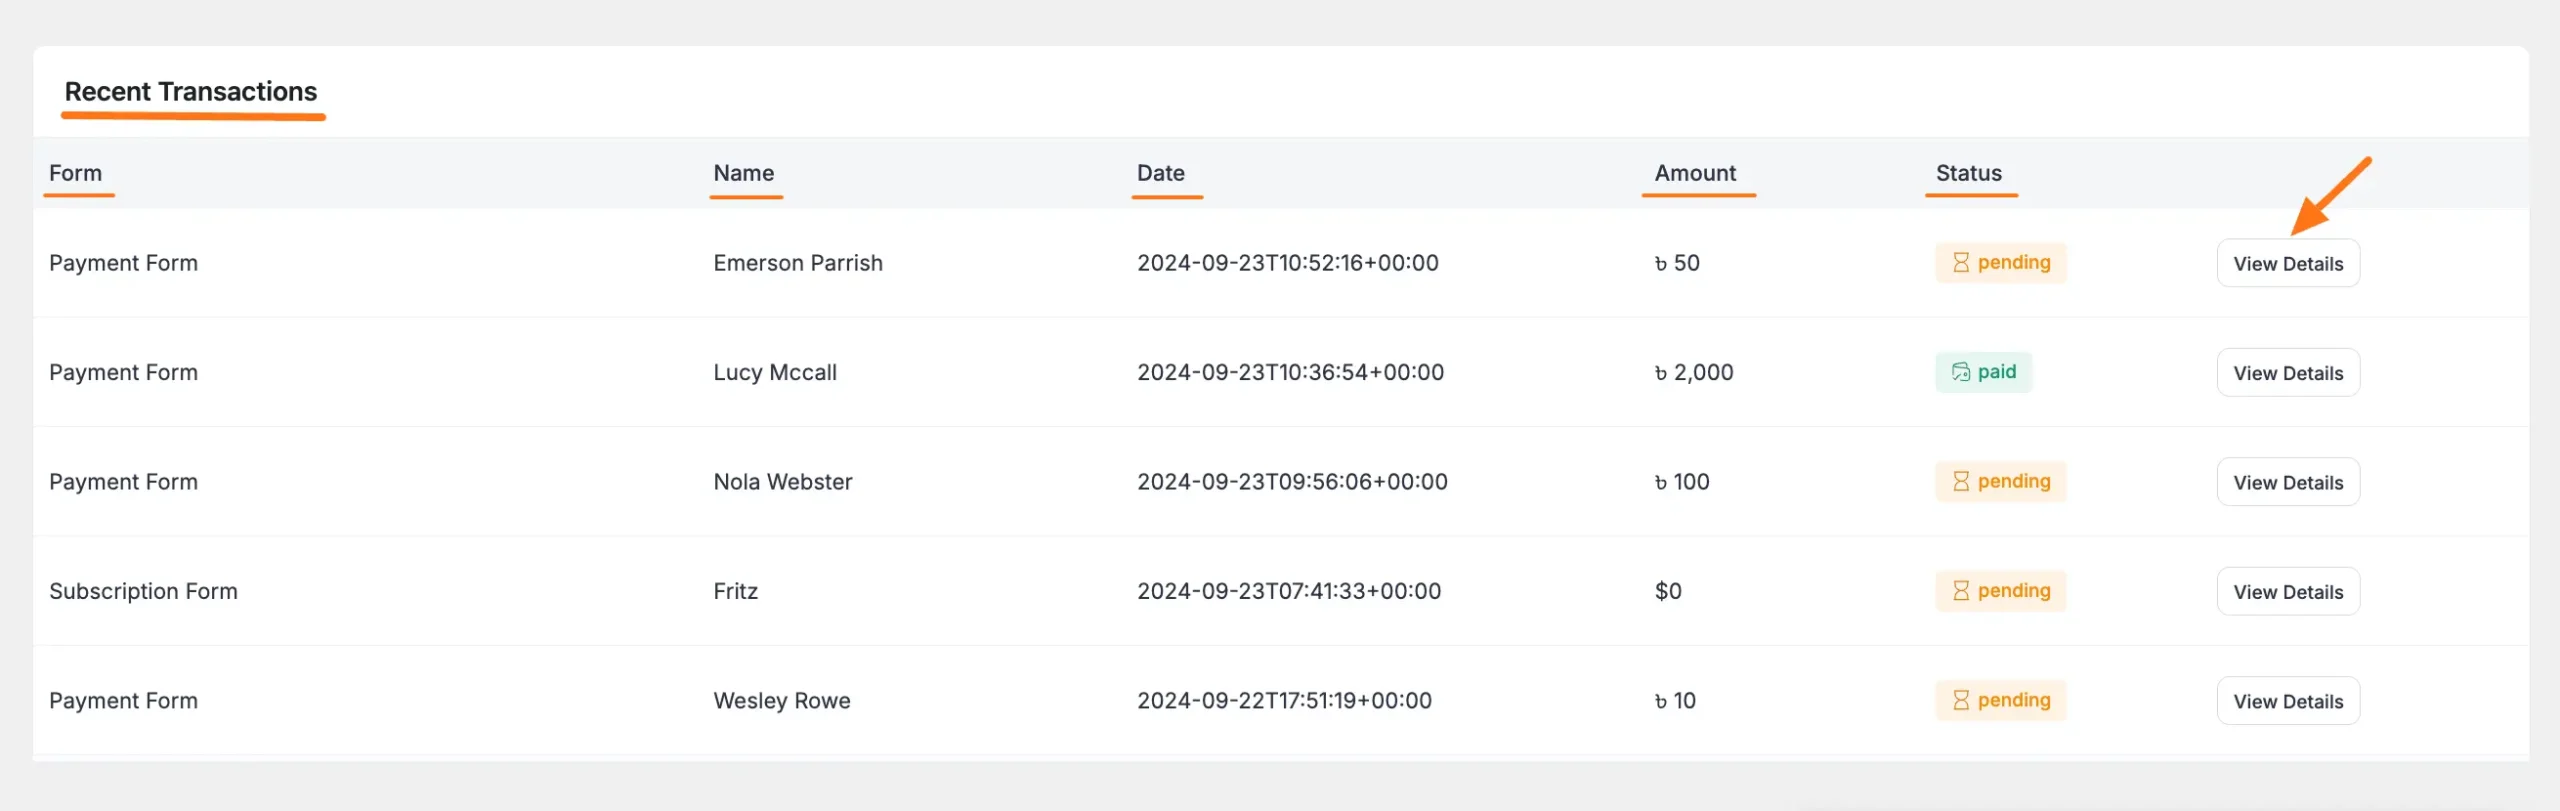 Recent Transactions
Form Name Date Amount Status
Payment Form Emerson Parrish 2024-09-23T10:52:16+00:00 ৳ 50 pending View Details
Payment Form Lucy Mccall 2024-09-23T10:36:54+00:00 ৳ 2,000 paid View Details
Payment Form Nola Webster 2024-09-23T09:56:06+00:00 ৳ 100 pending View Details
Subscription Form Fritz 2024-09-23T07:41:33+00:00 $0 pending View Details
Payment Form Wesley Rowe 2024-09-22T17:51:19+00:00 ৳ 10 pending View Details